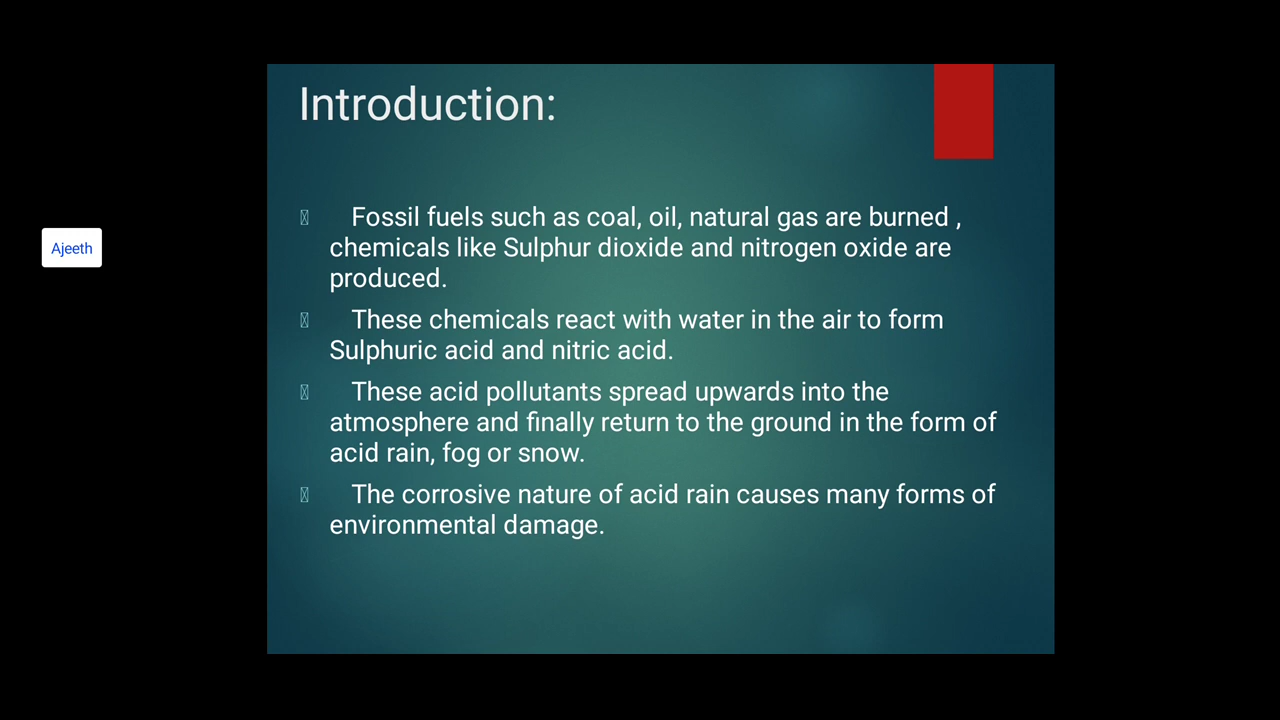 Introduction:
Fossil fuels such as coal, oil, natural gas are burned ,
chemicals like Sulphur dioxide and nitrogen oxide are
produced.
Ajeeth
These chemicals react with water in the air to form
Sulphuric acid and nitric acid.
These acid pollutants spread upwards into the
atmosphere and finally return to the ground in the form of
acid rain, fog or snow.
The corrosive nature of acid rain causes many forms of
environmental damage.